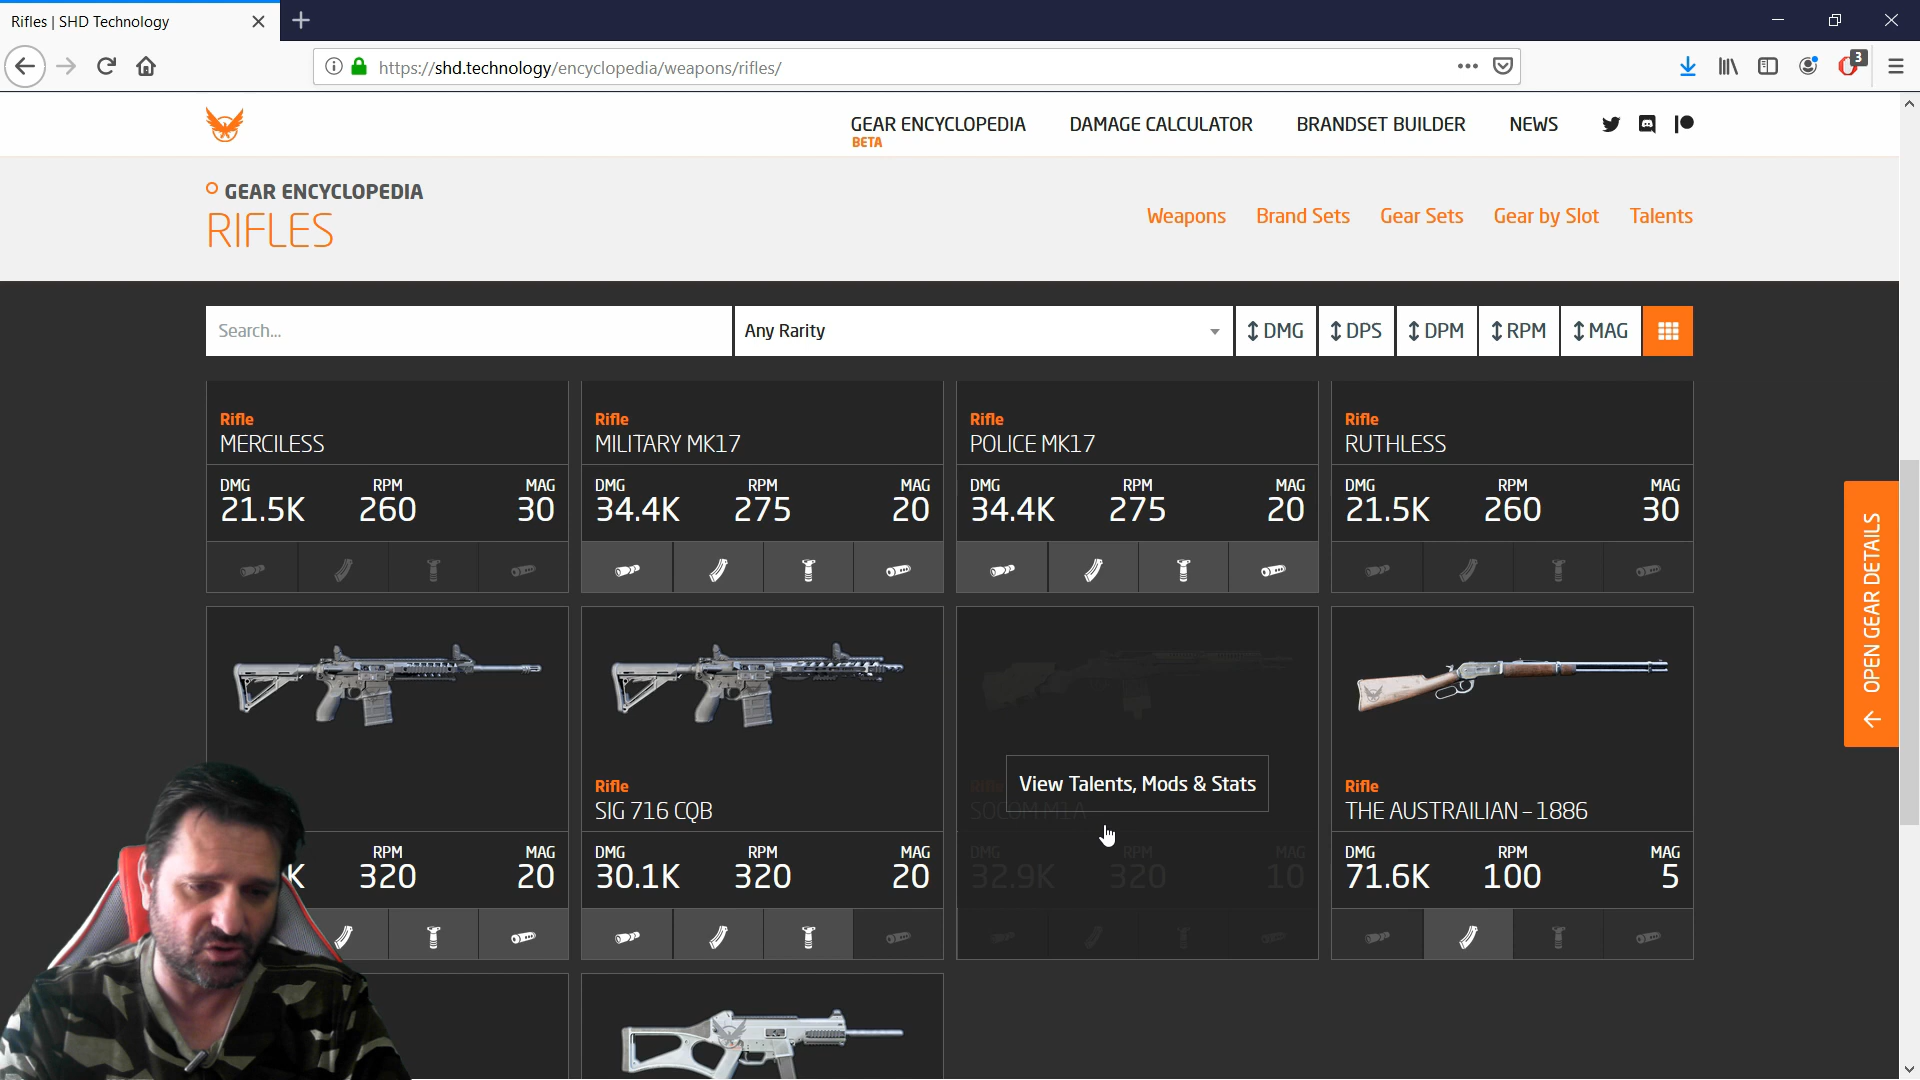 Rifles | SHD Technology
https://shd.technology/encyclopedia/weapons/rifles/
3
GEAR ENCYCLOPEDIA
BETA
DAMAGE CALCULATOR
BRANDSET BUILDER
NEWS
GEAR ENCYCLOPEDIA
RIFLES
Weapons
Brand Sets
Gear Sets
Gear by Slot
Talents
Search...
Any Rarity
DMG
DPS
DPM
RPM
MAG
Rifle
MERCILESS
DMG RPM MAG
21.5K 260 30
Rifle
MILITARY MK17
DMG RPM MAG
34.4K 275 20
Rifle
POLICE MK17
DMG RPM MAG
34.4K 275 20
Rifle
RUTHLESS
DMG RPM MAG
21.5K 260 30
RPM MAG
K 320 20
Rifle
SIG 716 CQB
DMG RPM MAG
30.1K 320 20
View Talents, Mods & Stats
Rifle
SOCOM M1A
DMG RPM MAG
32.9K 320 10
Rifle
THE AUSTRAILIAN – 1886
DMG RPM MAG
71.6K 100 5
OPEN GEAR DETAILS